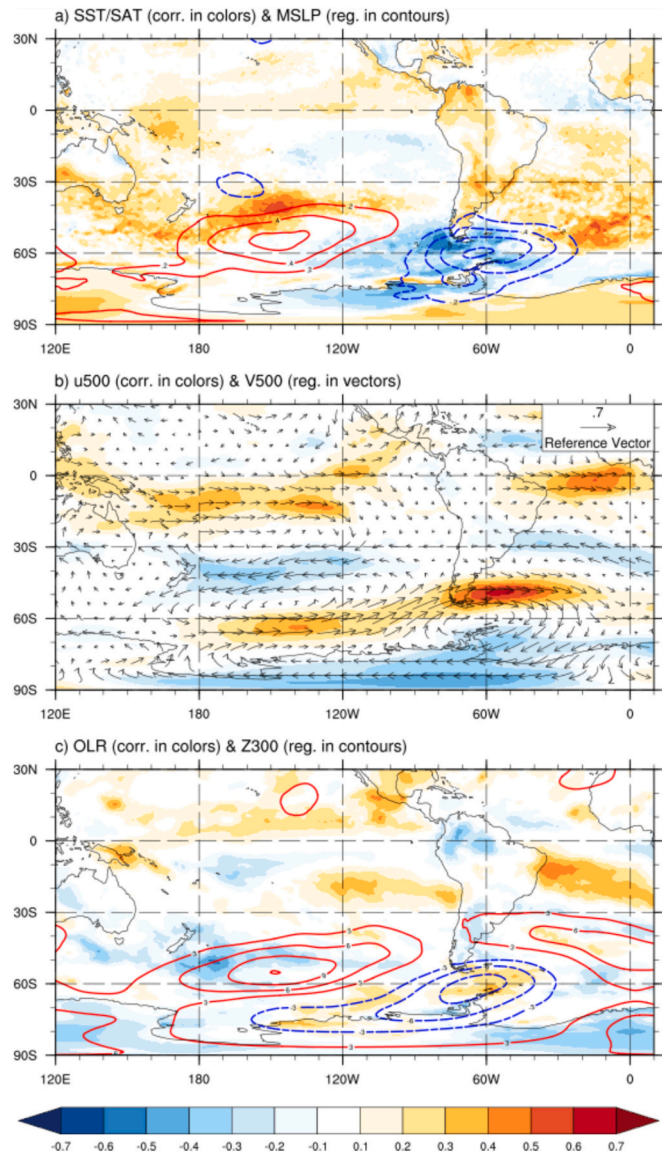 a) SST/SAT (corr. in colors) & MSLP (reg. in contours)
30N
0
30S
60S
90S
120E 180 120W 60W 0
b) u500 (corr. in colors) & V500 (reg. in vectors)
30N
.7
Reference Vector
0
30S
60S
90S
120E 180 120W 60W 0
c) OLR (corr. in colors) & Z300 (reg. in contours)
30N
0
30S
60S
90S
120E 180 120W 60W 0
-0.7 -0.6 -0.5 -0.4 -0.3 -0.2 -0.1 0.1 0.2 0.3 0.4 0.5 0.6 0.7